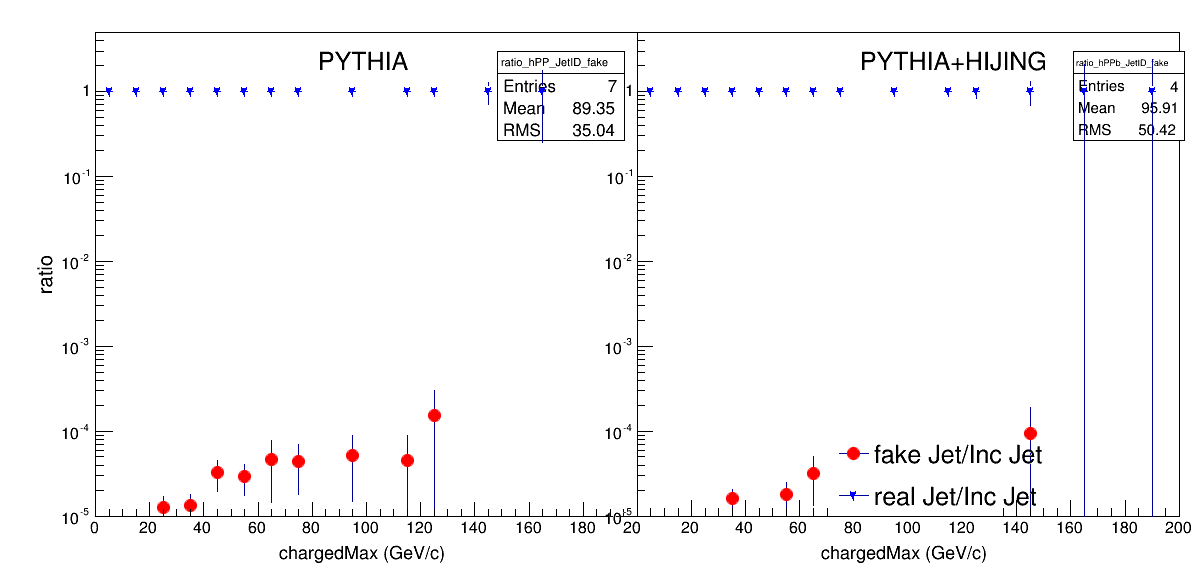 PYTHIA
ratio_hPP_JetID_fake
Entries 7
Mean 89.35
RMS 35.04
PYTHIA+HIJING
ratio_hPPb_JetID_fake
Entries 4
Mean 95.91
RMS 50.42
ratio
1
10-1
10-2
10-3
10-4
10-5
0 20 40 60 80 100 120 140 160 180
chargedMax (GeV/c)
1
10-1
10-2
10-3
10-4
10-5
fake Jet/Inc Jet
real Jet/Inc Jet
20 20 40 60 80 100 120 140 160 180 200
chargedMax (GeV/c)